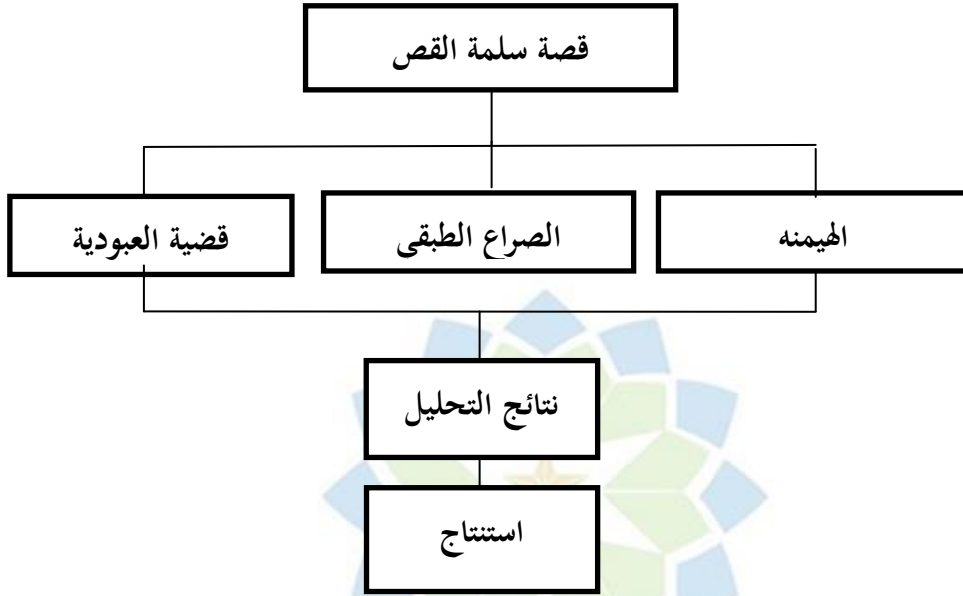 قصة سلمة القص
الهيمنه
الصراع الطبقى
قضية العبودية
نتائج التحليل
استنتاج